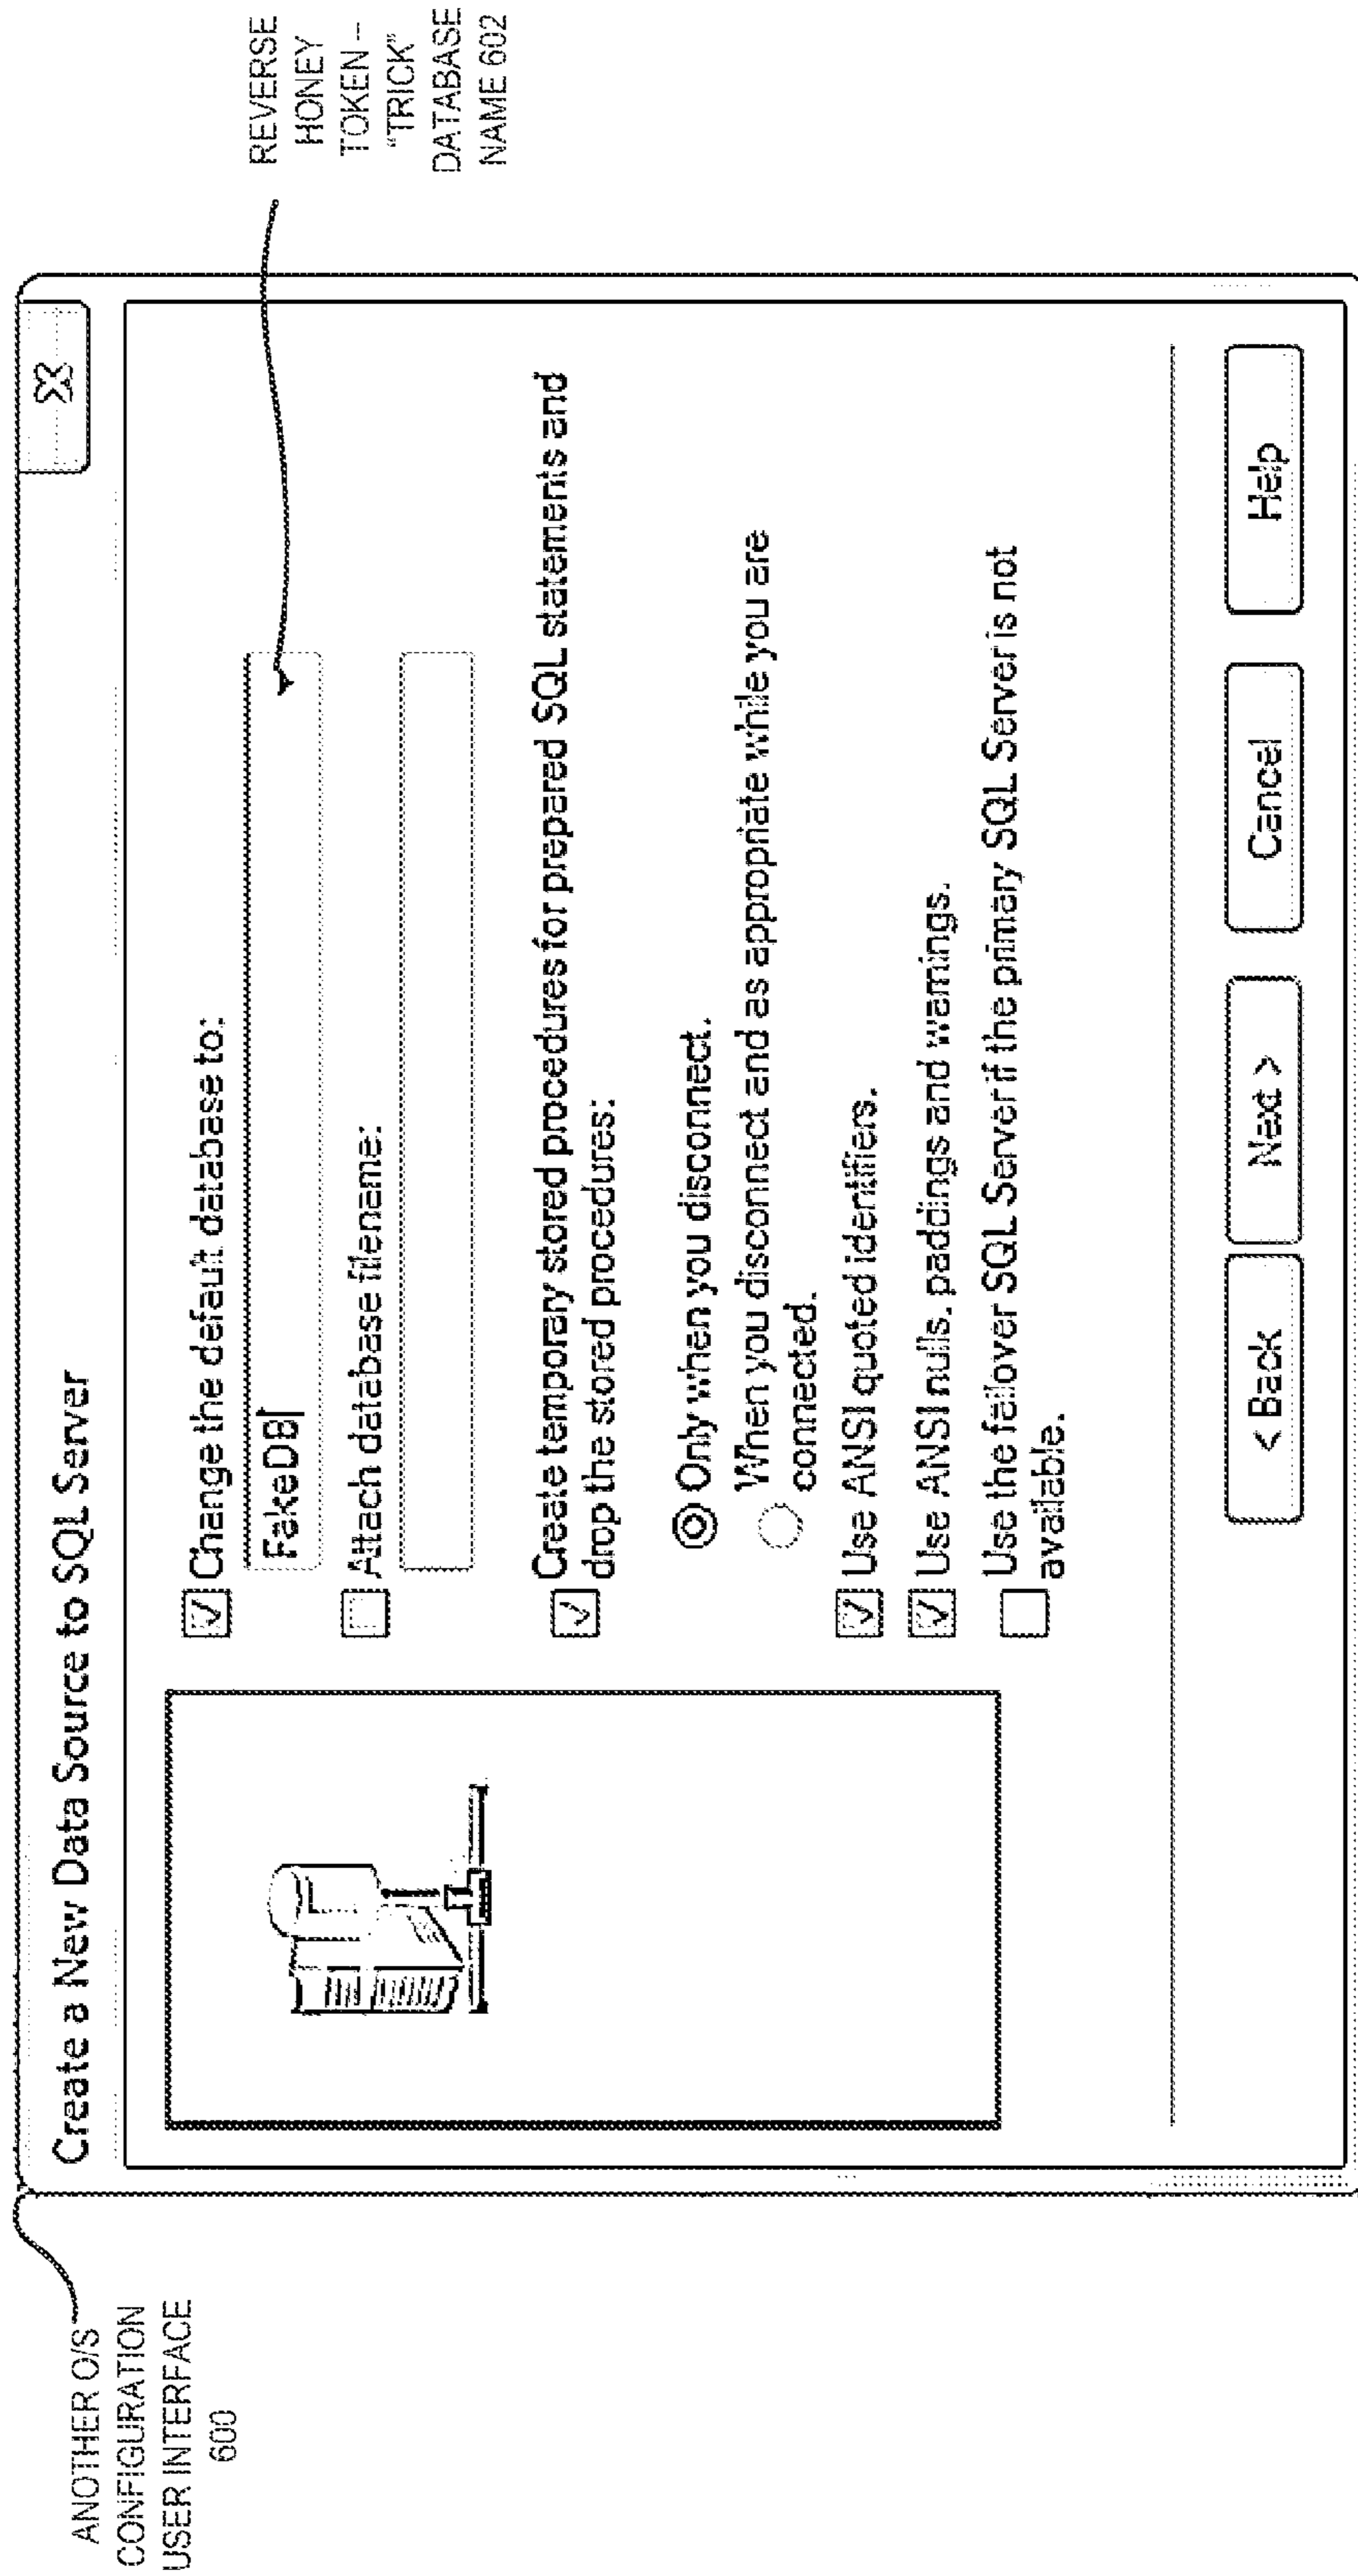 ANOTHER O/S
CONFIGURATION
USER INTERFACE
600
Create a New Data Source to SQL Server
Change the default database to:
FakeDB
Attach database filename:
Create temporary stored procedures for prepared SQL statements and
drop the stored procedures:
Only when you disconnect.
When you disconnect and as appropriate while you are
connected.
Use ANSI quoted identifiers.
Use ANSI nulls, paddings and warnings.
Use the failover SQL Server if the primary SQL Server is not
available.
< Back
Next >
Cancel
Help
REVERSE
HONEY
TOKEN –
"TRICK"
DATABASE
NAME 602